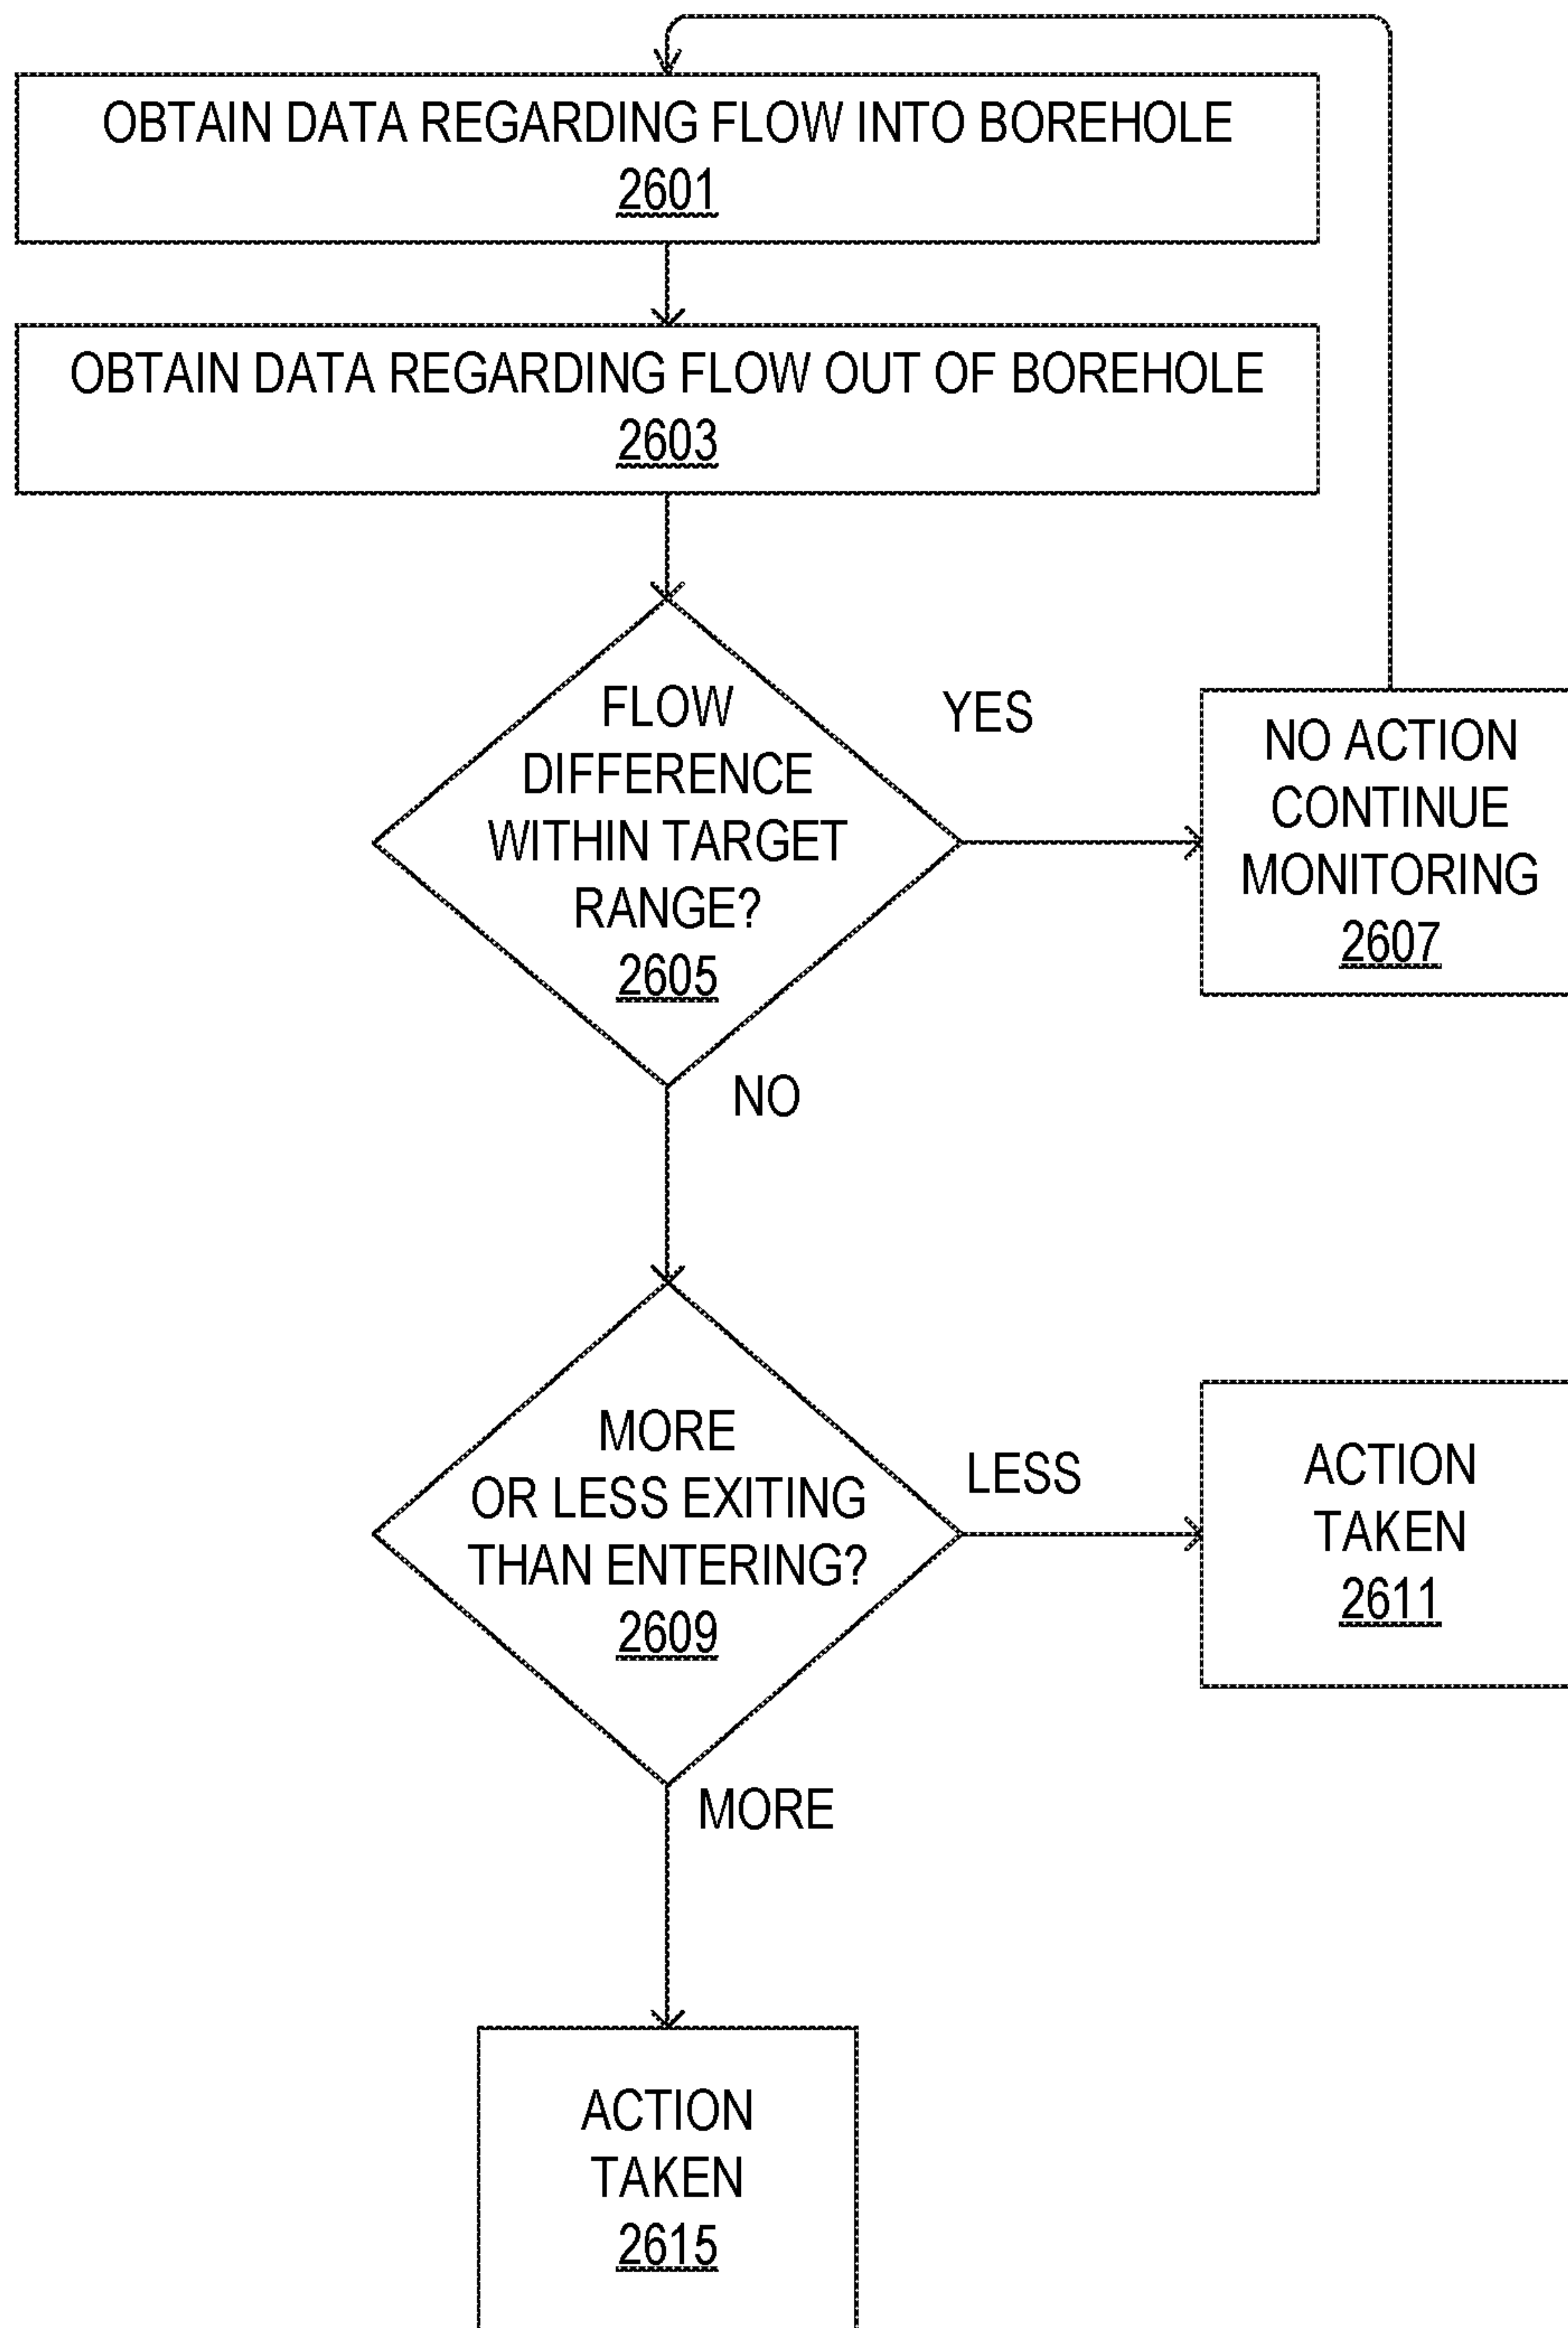 OBTAIN DATA REGARDING FLOW INTO BOREHOLE
2601
OBTAIN DATA REGARDING FLOW OUT OF BOREHOLE
2603
FLOW
DIFFERENCE
WITHIN TARGET
RANGE?
2605
YES
NO ACTION
CONTINUE
MONITORING
2607
NO
MORE
OR LESS EXITING
THAN ENTERING?
2609
LESS
ACTION
TAKEN
2611
MORE
ACTION
TAKEN
2615